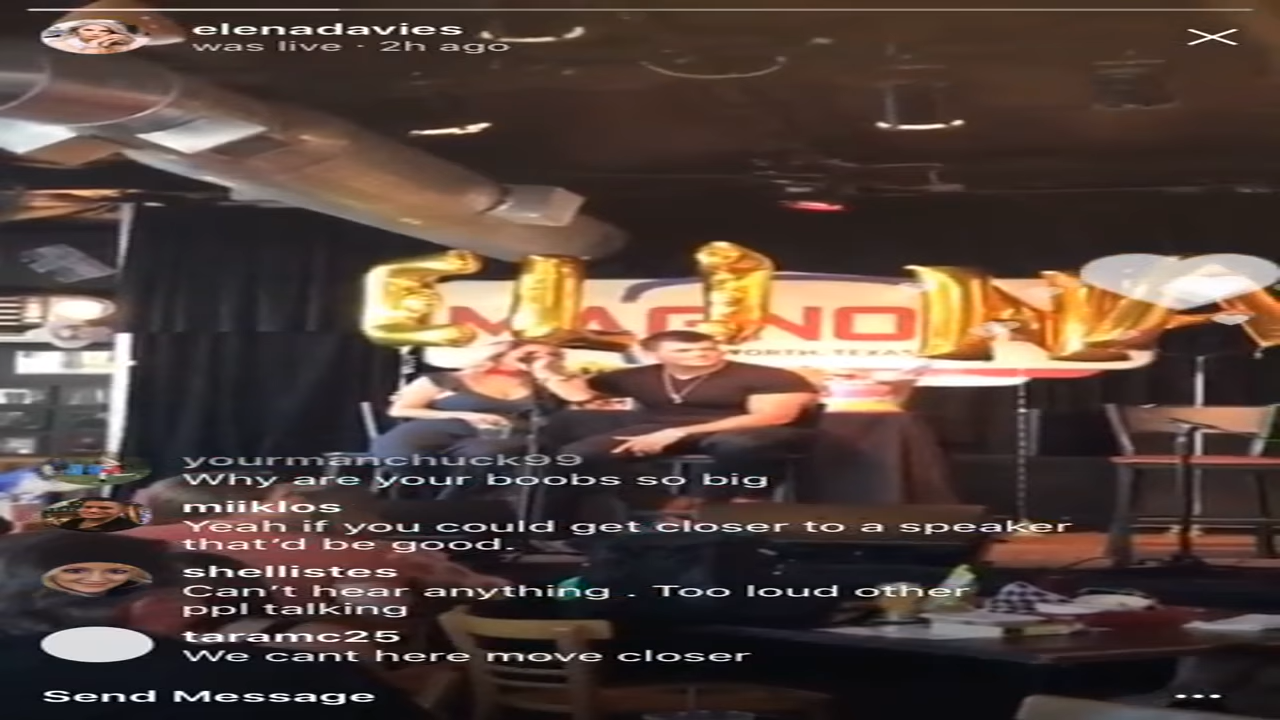 elenadavies
was live · 2h ago
MAGNO
WORTH, TEXAS
yourmanchuck99
Why are your boobs so big
miiklos
Yeah if you could get closer to a speaker
that’d be good.
shellistes
Can’t hear anything . Too loud other
ppl talking
taramc25
We cant here move closer
Send Message